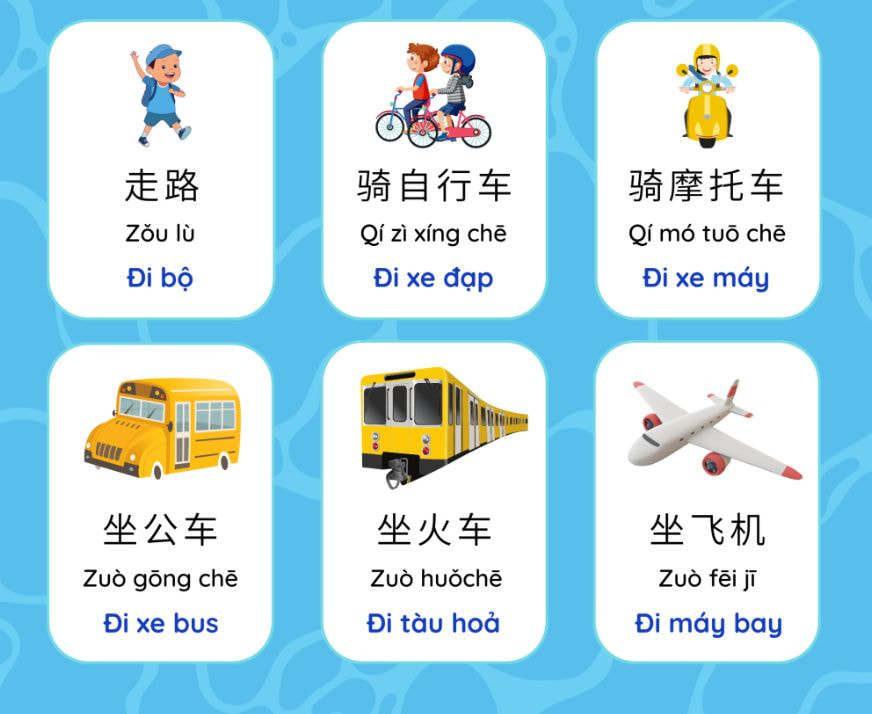 走路
Zǒu lù
Đi bộ
骑自行车
Qí zì xíng chē
Đi xe đạp
骑摩托车
Qí mó tuō chē
Đi xe máy
坐公车
Zuò gōng chē
Đi xe bus
坐火车
Zuò huǒchē
Đi tàu hoả
坐飞机
Zuò fēi jī
Đi máy bay